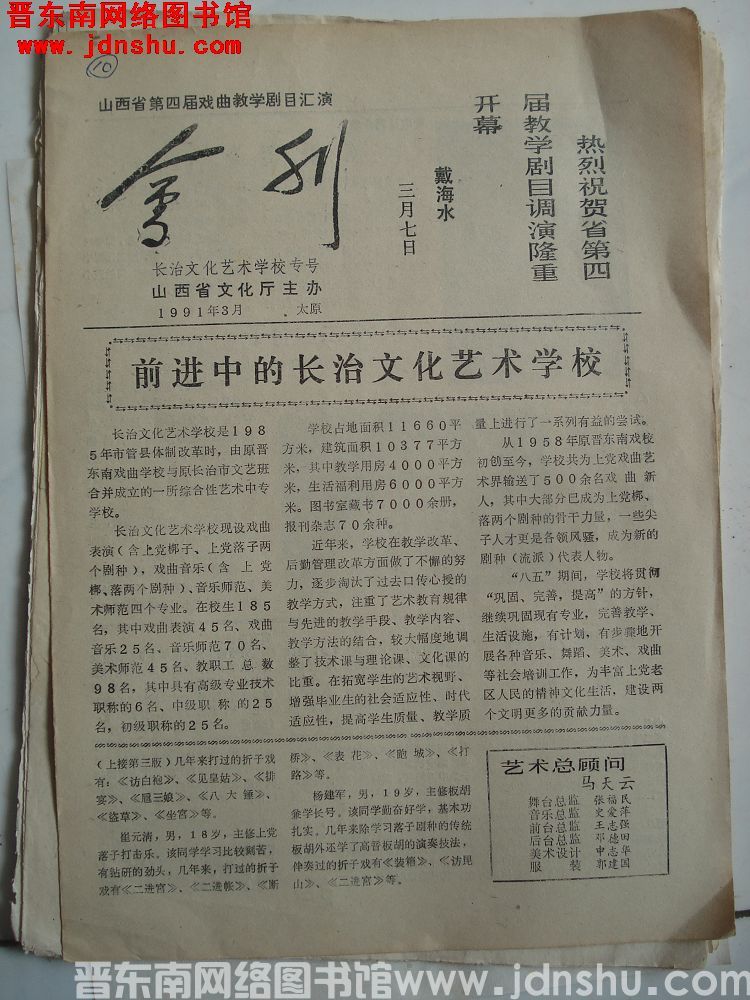 晋东南网络图书馆
www.jdnshu.com
10
山西省第四届戏曲教学剧目汇演
会刊
长治文化艺术学校专号
山西省文化厅主办
1991年3月 太原
热烈祝贺省第四
届教学剧目调演隆重
开幕
戴海水
三月七日
前进中的长治文化艺术学校
长治文化艺术学校是198
5年市管县体制改革时，由原晋
东南戏曲学校与原长治市文艺班
合并成立的一所综合性艺术中专
学校。
长治文化艺术学校现设戏曲
表演（含上党梆子、上党落子两
个剧种），戏曲音乐（含上党
梆、落两个剧种）、音乐师范、美
术师范四个专业。在校生185
名，其中戏曲表演45名、戏曲
音乐25名、音乐师范70名、
美术师范45名、教职工总数
98名，其中具有高级专业技术
职称的6名、中级职称的25
名，初级职称的25名。
学校占地面积11660平
方米，建筑面积10377平方
米，其中教学用房4000平方
米，生活福利用房6000平方
米。图书室藏书7000余册，
报刊杂志70余种。
近年来，学校在教学改革、
后勤管理改革方面做了不懈的努
力，逐步淘汰了过去口传心授的
教学方式，注重了艺术教育规律
与先进的教学手段、教学内容、
教学方法的结合，较大幅度地调
整了技术课与理论课、文化课的
比重。在拓宽学生的艺术视野、
增强毕业生的社会适应性、时代
适应性，提高学生质量、教学质
量上进行了一系列有益的尝试。
从1958年原晋东南戏校
初创至今，学校共为上党戏曲艺
术界输送了500余名戏曲新
人，其中大部分已成为上党梆、
落两个剧种的骨干力量，一些尖
子人才更是各领风骚，成为新的
剧种（流派）代表人物。
“八五”期间，学校将贯彻
“巩固、完善，提高”的方针，
继续巩固现有专业，完善教学、
生活设施，有计划，有步骤地开
展各种音乐、舞蹈、美术、戏曲
等社会培训工作，为丰富上党老
区人民的精神文化生活，建设两
个文明更多的贡献力量。
（上接第三版）几年来打过的折子戏
有：《访白袍》、《见皇姑》、《排
宴》、《扈三娘》、《八大锤》、
《盗草》、《坐宫》等。
崔元清，男，18岁，主修上党
落子打击乐。该同学学习比较刻苦，
有钻研的劲头，几年来，打过的折子
戏有《二进宫》、《二进帐》、《断
桥》、《表花》、《跑城》、《打
路》等。
杨建军，男，19岁，主修板胡
兼学长号。该同学勤奋好学，基本功
扎实。几年来除学习落子剧种的传统
板胡外还学了高晋板胡的演奏技法，
伴奏过的折子戏有《装箱》、《访昆
山》、《二进宫》等。
艺术总顾问
马天云
舞台总监 张福民
音乐总监 史爱萍
前台总监 王志强
后台总监 邓德田
美术设计 申志华
服装 郭建国
晋东南网络图书馆www.jdnshu.com